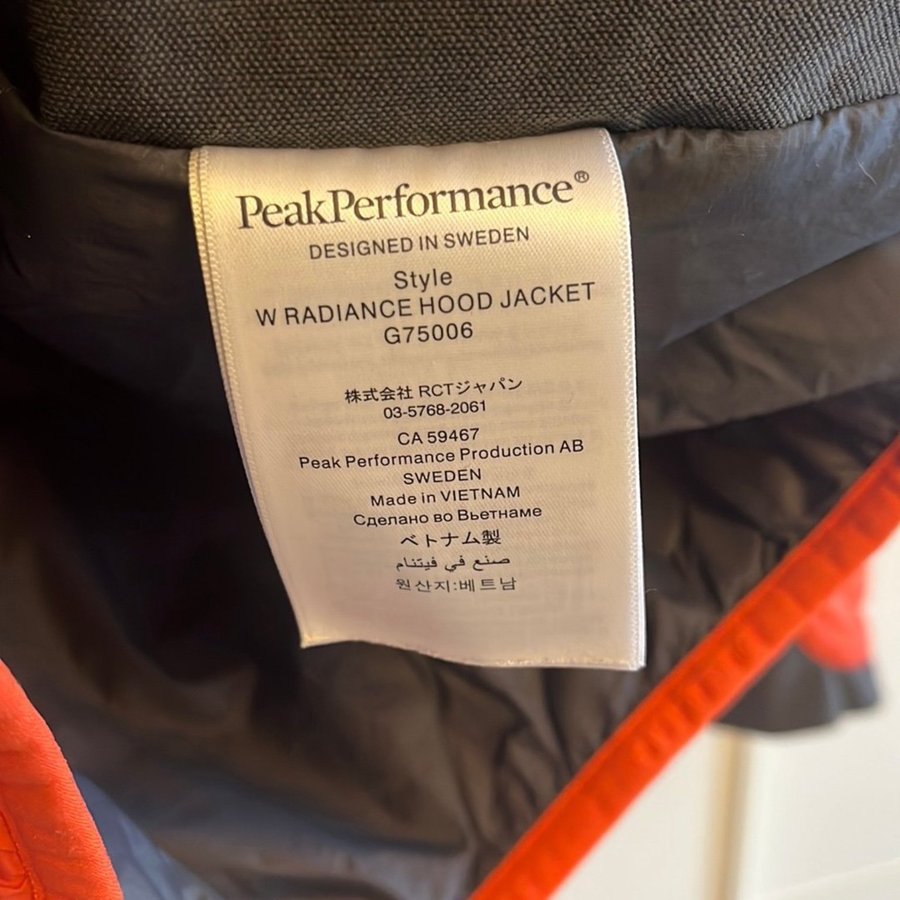 PeakPerformance®
DESIGNED IN SWEDEN
Style
W RADIANCE HOOD JACKET
G75006
株式会社 RCTジャパン
03-5768-2061
CA 59467
Peak Performance Production AB
SWEDEN
Made in VIETNAM
Сделано во Вьетнаме
ベトナム製
صنع في فيتنام
원산지:베트남